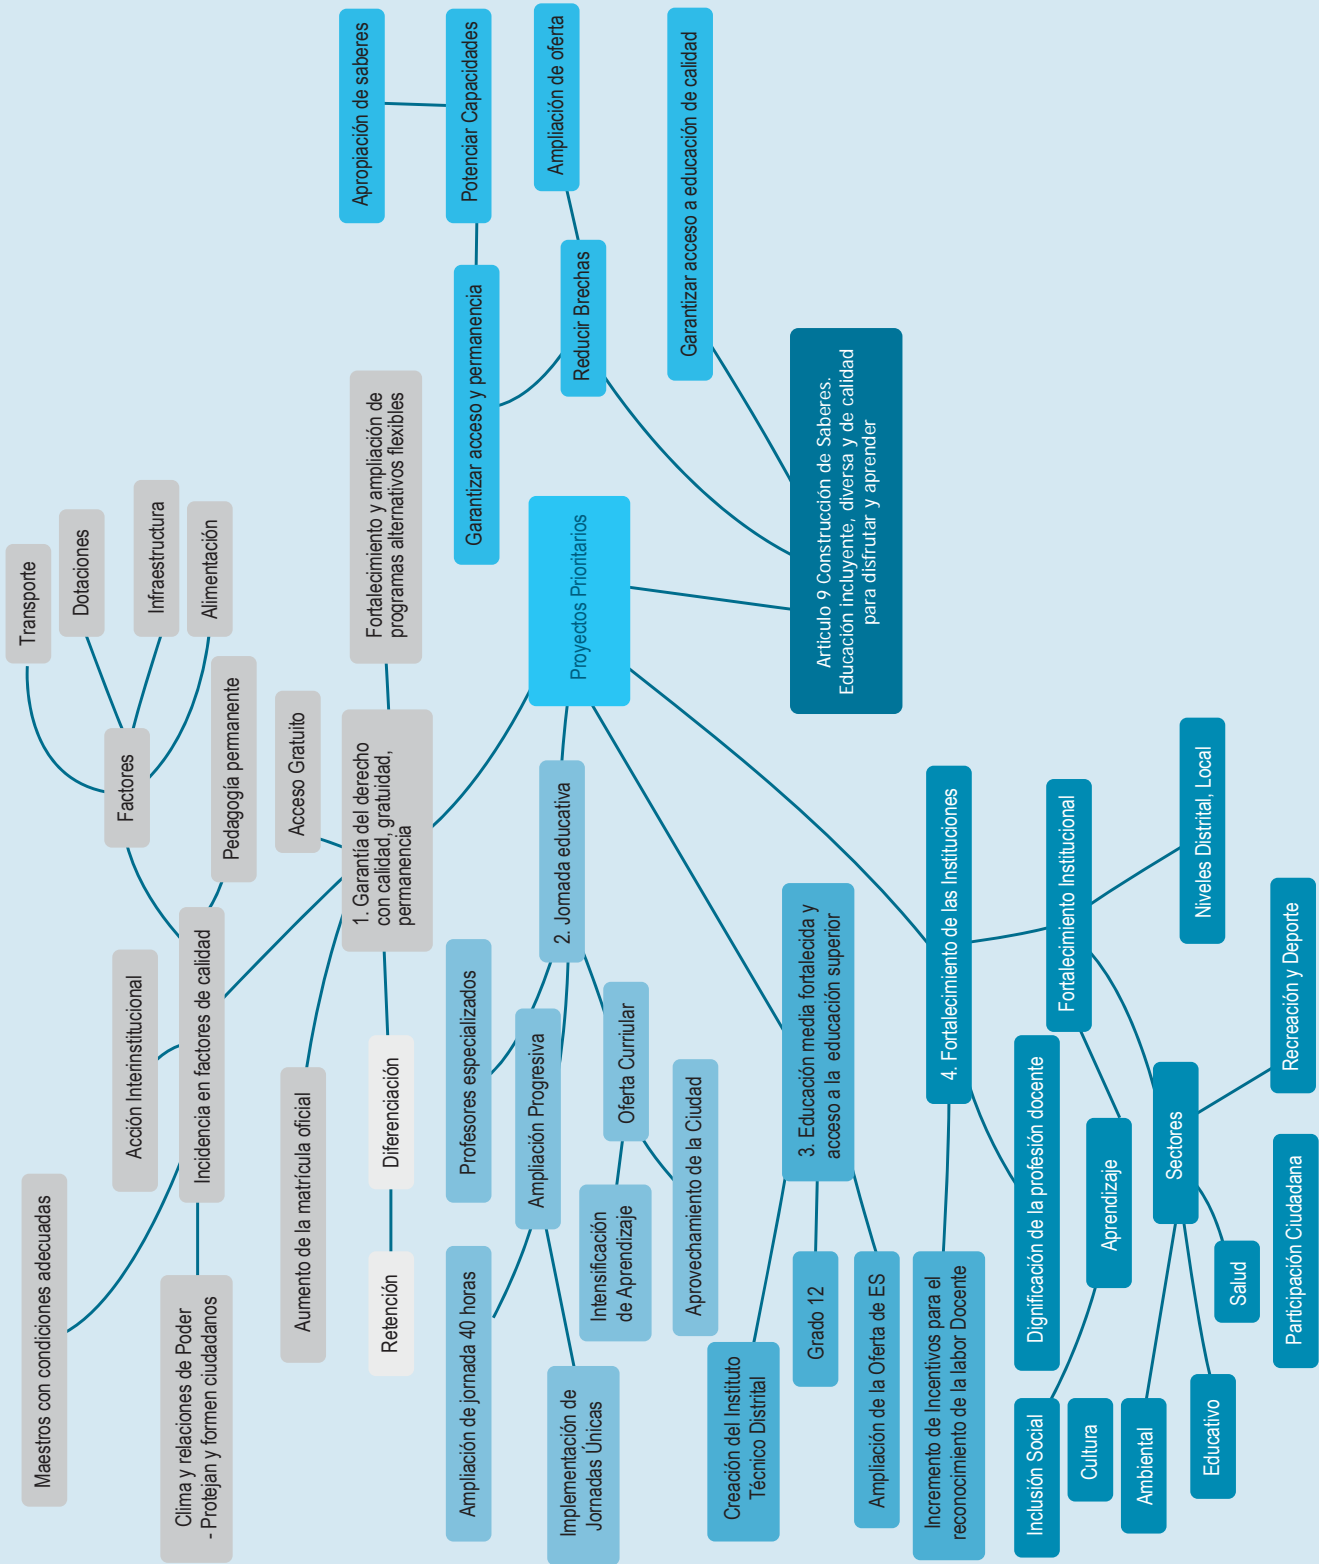 Maestros con condiciones adecuadas
Clima y relaciones de Poder
- Protejan y formen ciudadanos
Acción Interinstitucional
Incidencia en factores de calidad
Factores
Transporte
Dotaciones
Infraestructura
Alimentación
Pedagogía permanente
Aumento de la matrícula oficial
Acceso Gratuito
1. Garantía del derecho
con calidad, gratuidad,
permanencia
Fortalecimiento y ampliación de
programas alternativos flexibles
Retención
Diferenciación
Apropiación de saberes
Potenciar Capacidades
Garantizar acceso y permanencia
Ampliación de oferta
Reducir Brechas
Garantizar acceso a educación de calidad
Ampliación de jornada 40 horas
Profesores especializados
Ampliación Progresiva
Implementación de
Jornadas Únicas
2. Jornada educativa
Proyectos Prioritarios
Intensificación
de Aprendizaje
Oferta Curriular
Aprovechamiento de la Ciudad
Creación del Instituto
Técnico Distrital
Grado 12
Ampliación de la Oferta de ES
3. Educación media fortalecida y
acceso a la educación superior
Articulo 9 Construcción de Saberes.
Educación incluyente, diversa y de calidad
para disfrutar y aprender
Incremento de Incentivos para el
reconocimiento de la labor Docente
4. Fortalecimiento de las Instituciones
Dignificación de la profesión docente
Fortalecimiento Institucional
Inclusión Social
Aprendizaje
Cultura
Ambiental
Sectores
Niveles Distrital, Local
Educativo
Salud
Recreación y Deporte
Participación Ciudadana